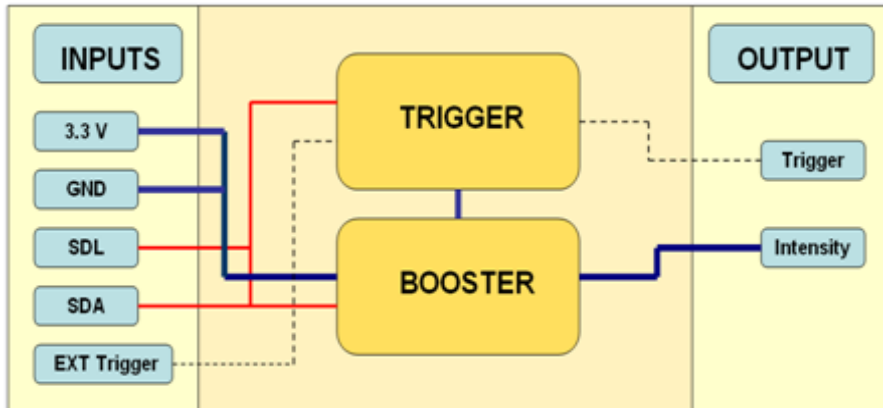 INPUTS
3.3 V
GND
SDL
SDA
EXT Trigger
TRIGGER
BOOSTER
OUTPUT
Trigger
Intensity